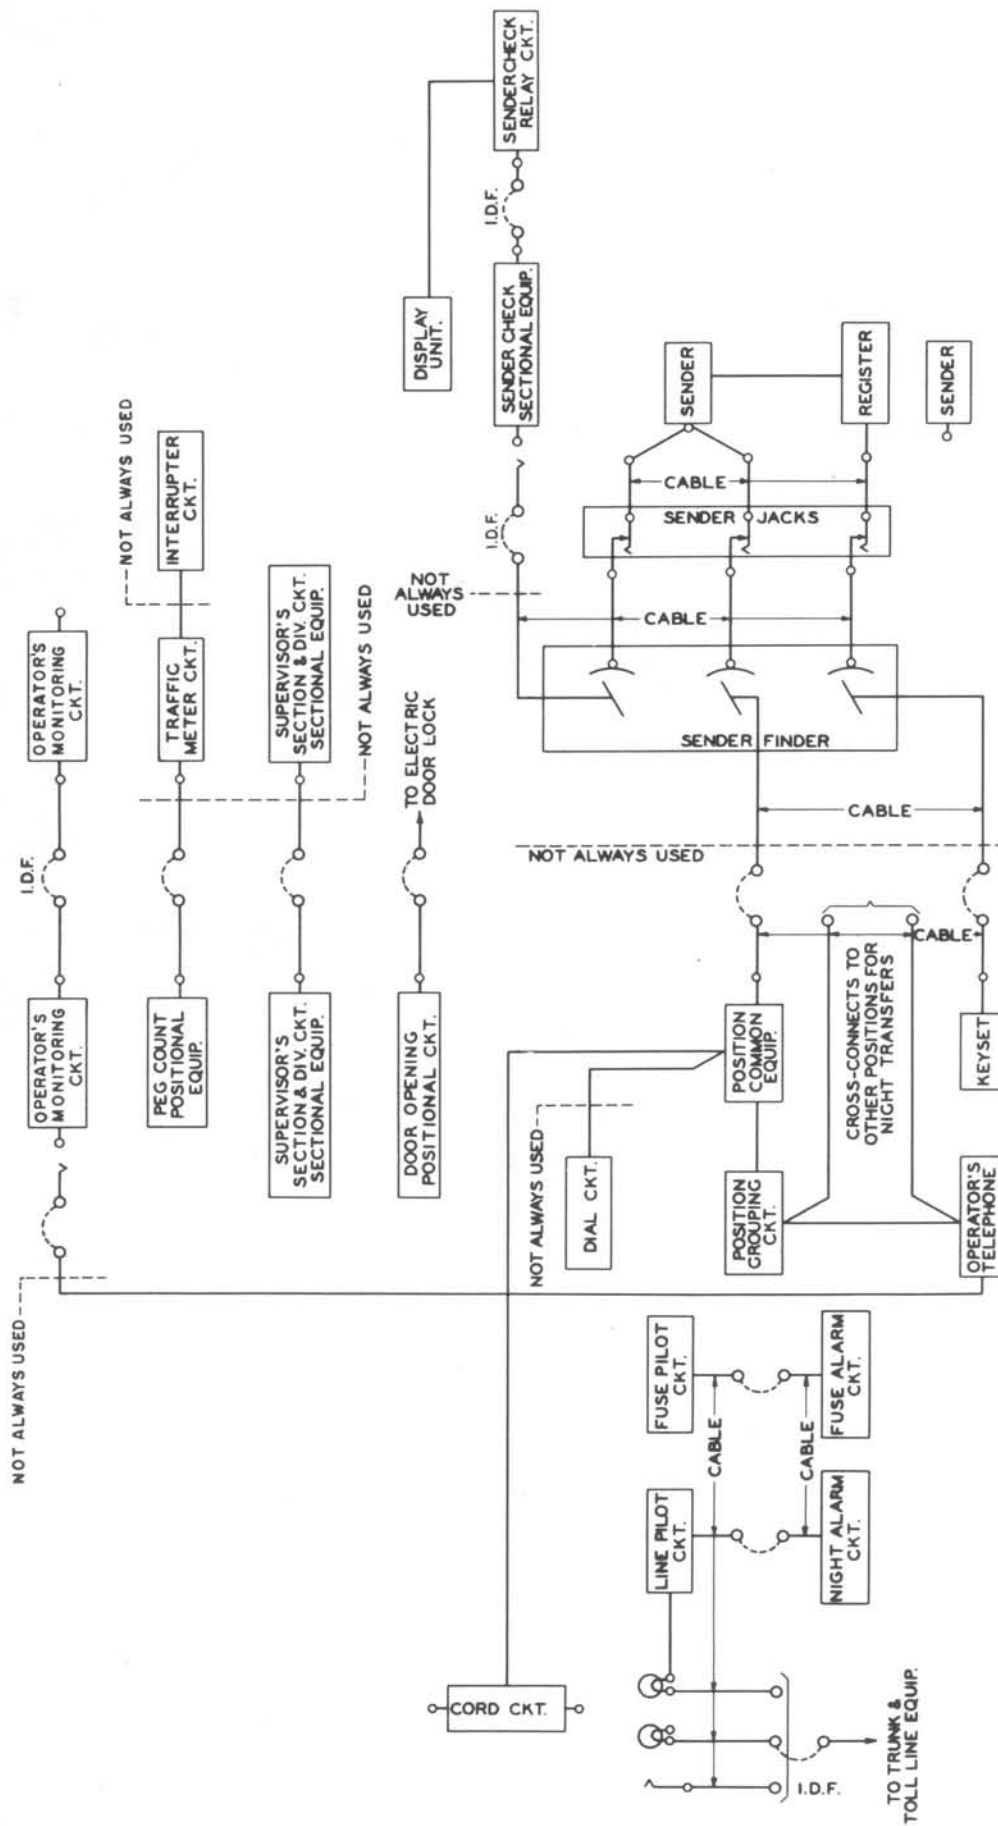 SENDER CHECK
RELAY CKT.
I.D.F.
DISPLAY
UNIT.
SENDER CHECK
SECTIONAL EQUIP.
I.D.F.
NOT
ALWAYS
USED
SENDER
REGISTER
SENDER
CABLE
SENDER JACKS
CABLE
SENDER FINDER
CABLE
NOT ALWAYS USED
CABLE
NOT ALWAYS USED
INTERRUPTER
CKT.
OPERATOR'S
MONITORING
CKT.
TRAFFIC
METER CKT.
SUPERVISOR'S
SECTION & DIV. CKT.
SECTIONAL EQUIP.
NOT ALWAYS USED
TO ELECTRIC
DOOR LOCK
I.D.F.
OPERATOR'S
MONITORING
CKT.
PEG COUNT
POSITIONAL
EQUIP.
SUPERVISOR'S
SECTION & DIV. CKT.
SECTIONAL EQUIP.
DOOR OPENING
POSITIONAL CKT.
NOT ALWAYS USED
POSITION
COMMON
EQUIP.
CROSS-CONNECTS TO
OTHER POSITIONS FOR
NIGHT TRANSFERS
KEYSET
NOT ALWAYS USED
DIAL CKT.
POSITION
GROUPING
CKT.
OPERATOR'S
TELEPHONE
FUSE PILOT
CKT.
FUSE ALARM
CKT.
CABLE
CABLE
LINE PILOT
CKT.
NIGHT ALARM
CKT.
CORD CKT.
I.D.F.
TO TRUNK &
TOLL LINE EQUIP.